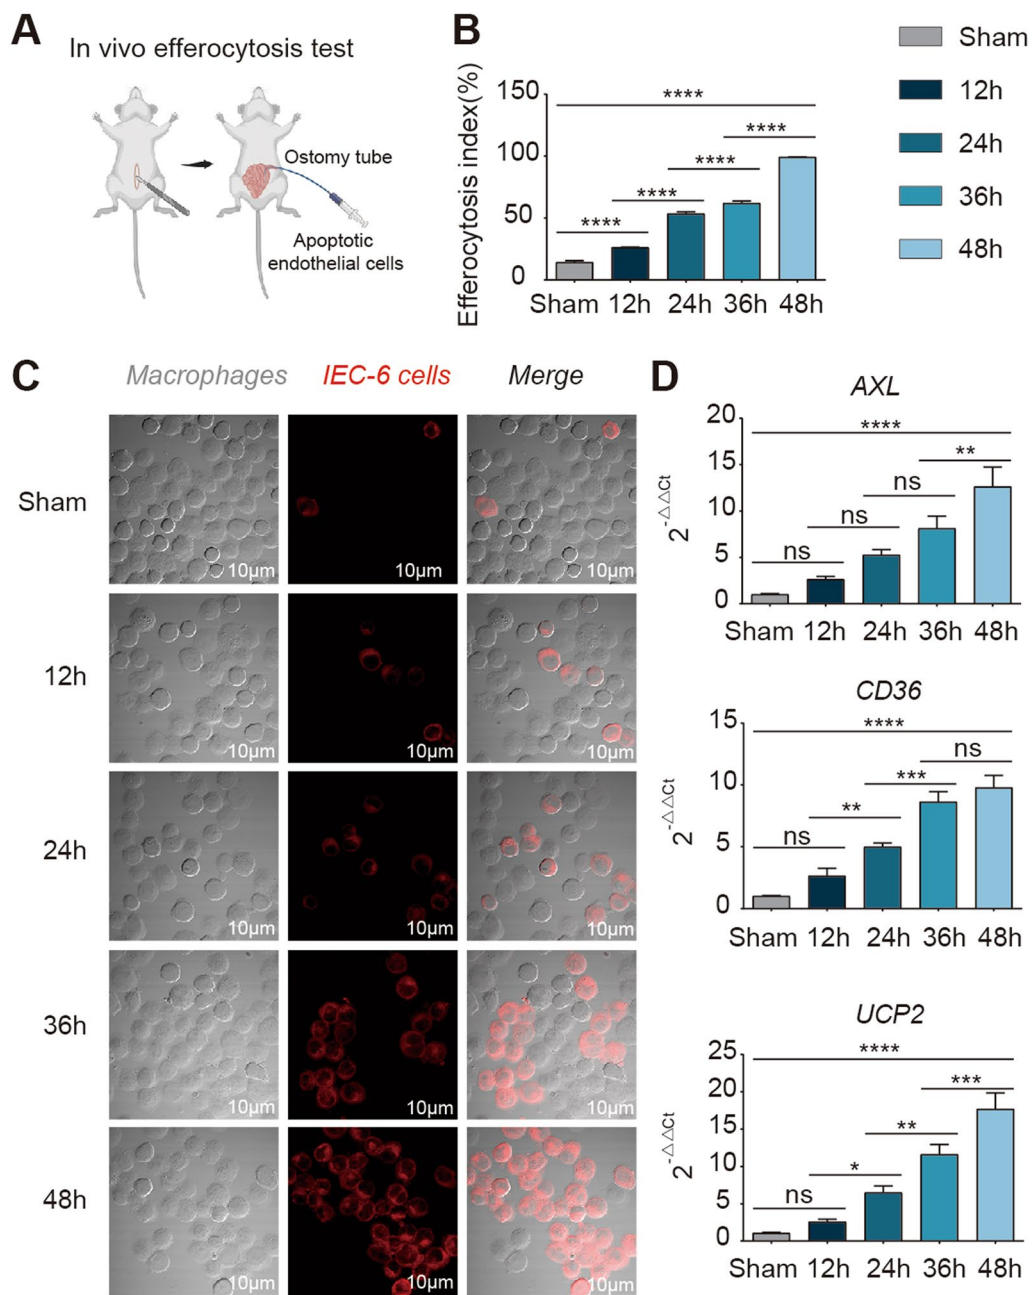 A
In vivo efferocytosis test
Ostomy tube
Apoptotic
endothelial cells
B
Efferocytosis index(%)
150
100
50
0
****
****
****
****
****
Sham 12h 24h 36h 48h
Sham
12h
24h
36h
48h
C
Macrophages IEC-6 cells Merge
Sham
10μm 10μm 10μm
12h
10μm 10μm 10μm
24h
10μm 10μm 10μm
36h
10μm 10μm 10μm
48h
10μm 10μm 10μm
D
AXL
2-△△Ct
20
15
10
5
0
****
**
ns
ns
ns
Sham 12h 24h 36h 48h
CD36
2-△△Ct
15
10
5
0
****
ns
***
**
ns
Sham 12h 24h 36h 48h
UCP2
2-△△Ct
25
20
15
10
5
0
****
***
**
*
ns
Sham 12h 24h 36h 48h